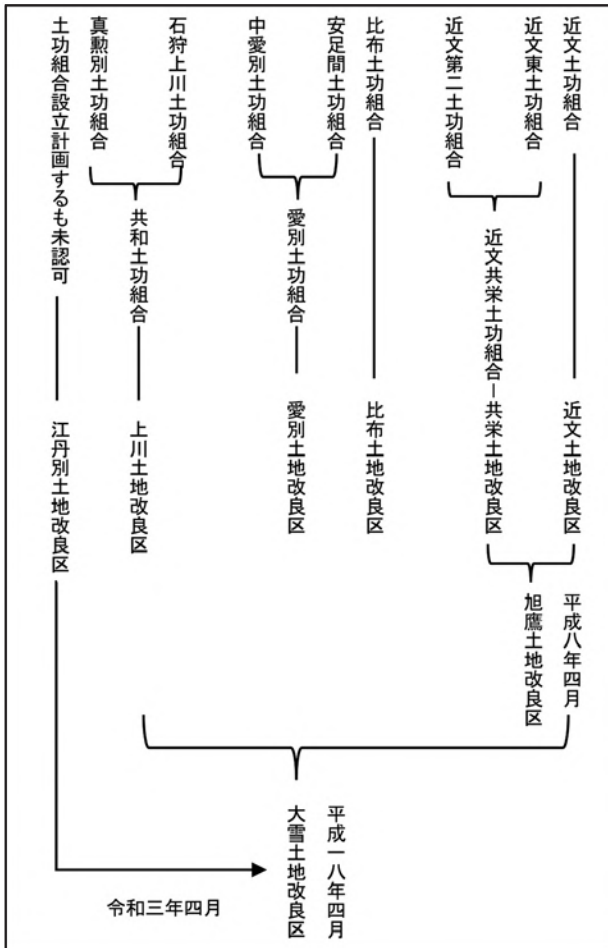 近文土功組合
近文東土功組合
近文第二土功組合
比布土功組合
安足間土功組合
中愛別土功組合
石狩上川土功組合
真勲別土功組合
土功組合設立計画するも未認可
近文共栄土功組合－共栄土地改良区
愛別土功組合
共和土功組合
近文土地改良区
比布土地改良区
愛別土地改良区
上川土地改良区
江丹別土地改良区
平成八年四月
旭鷹土地改良区
平成一八年四月
大雪土地改良区
令和三年四月